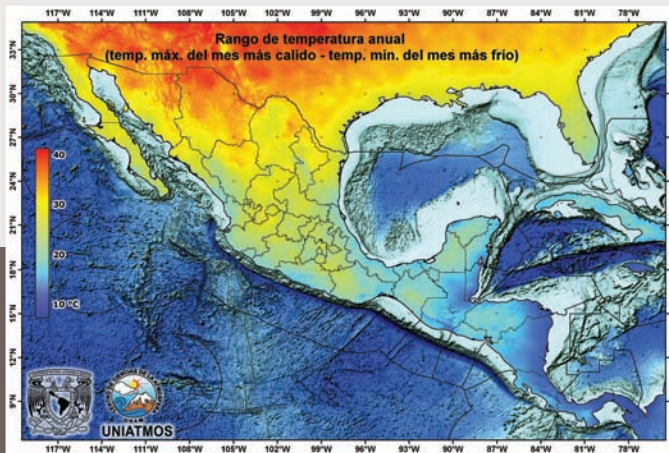 117°W 114°W 111°W 108°W 105°W 102°W 99°W 96°W 93°W 90°W 87°W 84°W 81°W 78°W
Rango de temperatura anual
(temp. máx. del mes más calido - temp. min. del mes más frio)
33°N
30°N
27°N
24°N
21°N
18°N
15°N
12°N
9°N
40
30
20
10 ºC
UNIATMOS
117°W 114°W 111°W 108°W 105°W 102°W 99°W 96°W 93°W 90°W 87°W 84°W 81°W 78°W